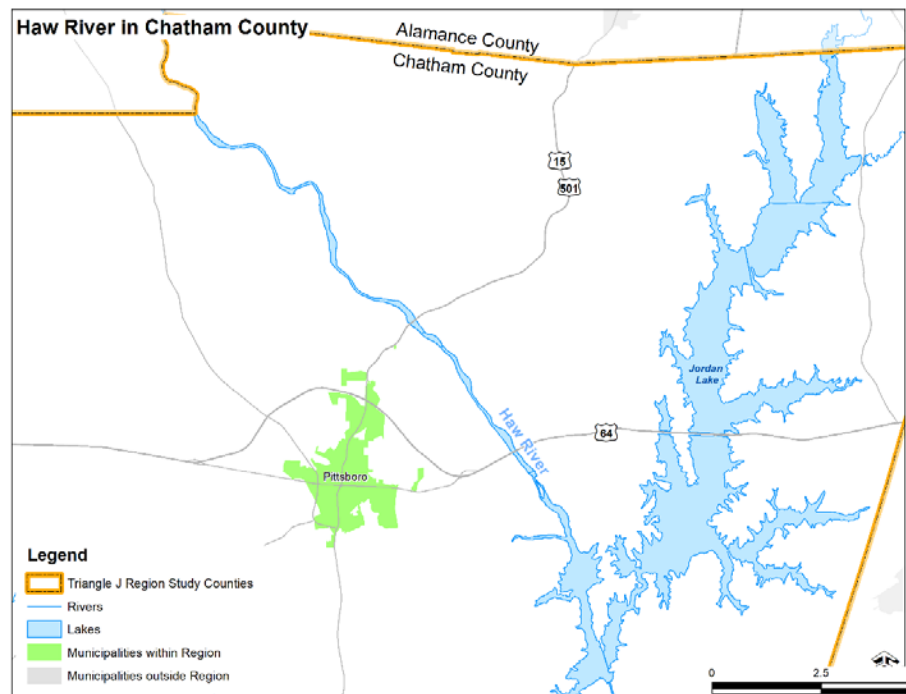 Haw River in Chatham County
Alamance County
Chatham County
15
501
Jordan
Lake
64
Haw River
Pittsboro
Legend
Triangle J Region Study Counties
Rivers
Lakes
Municipalities within Region
Municipalities outside Region
0
2.5